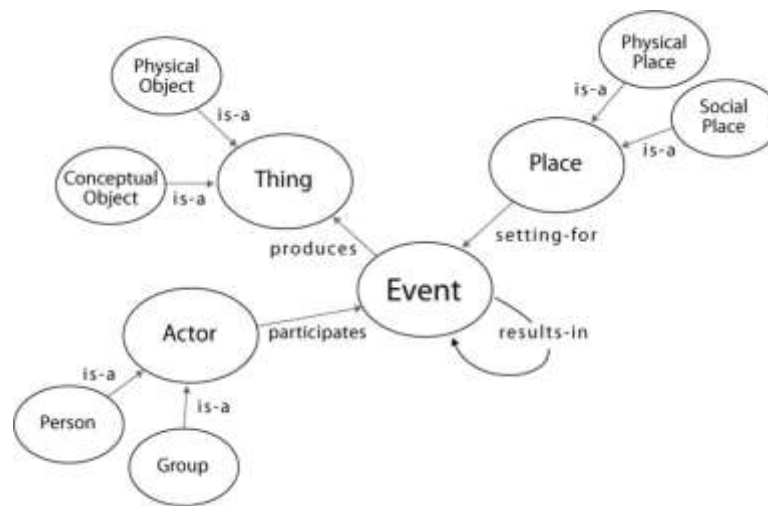 Physical
Object
is-a
Conceptual
Object
is-a
Thing
Physical
Place
is-a
Social
Place
is-a
Place
setting-for
produces
Event
results-in
Actor
participates
is-a
Person
is-a
Group